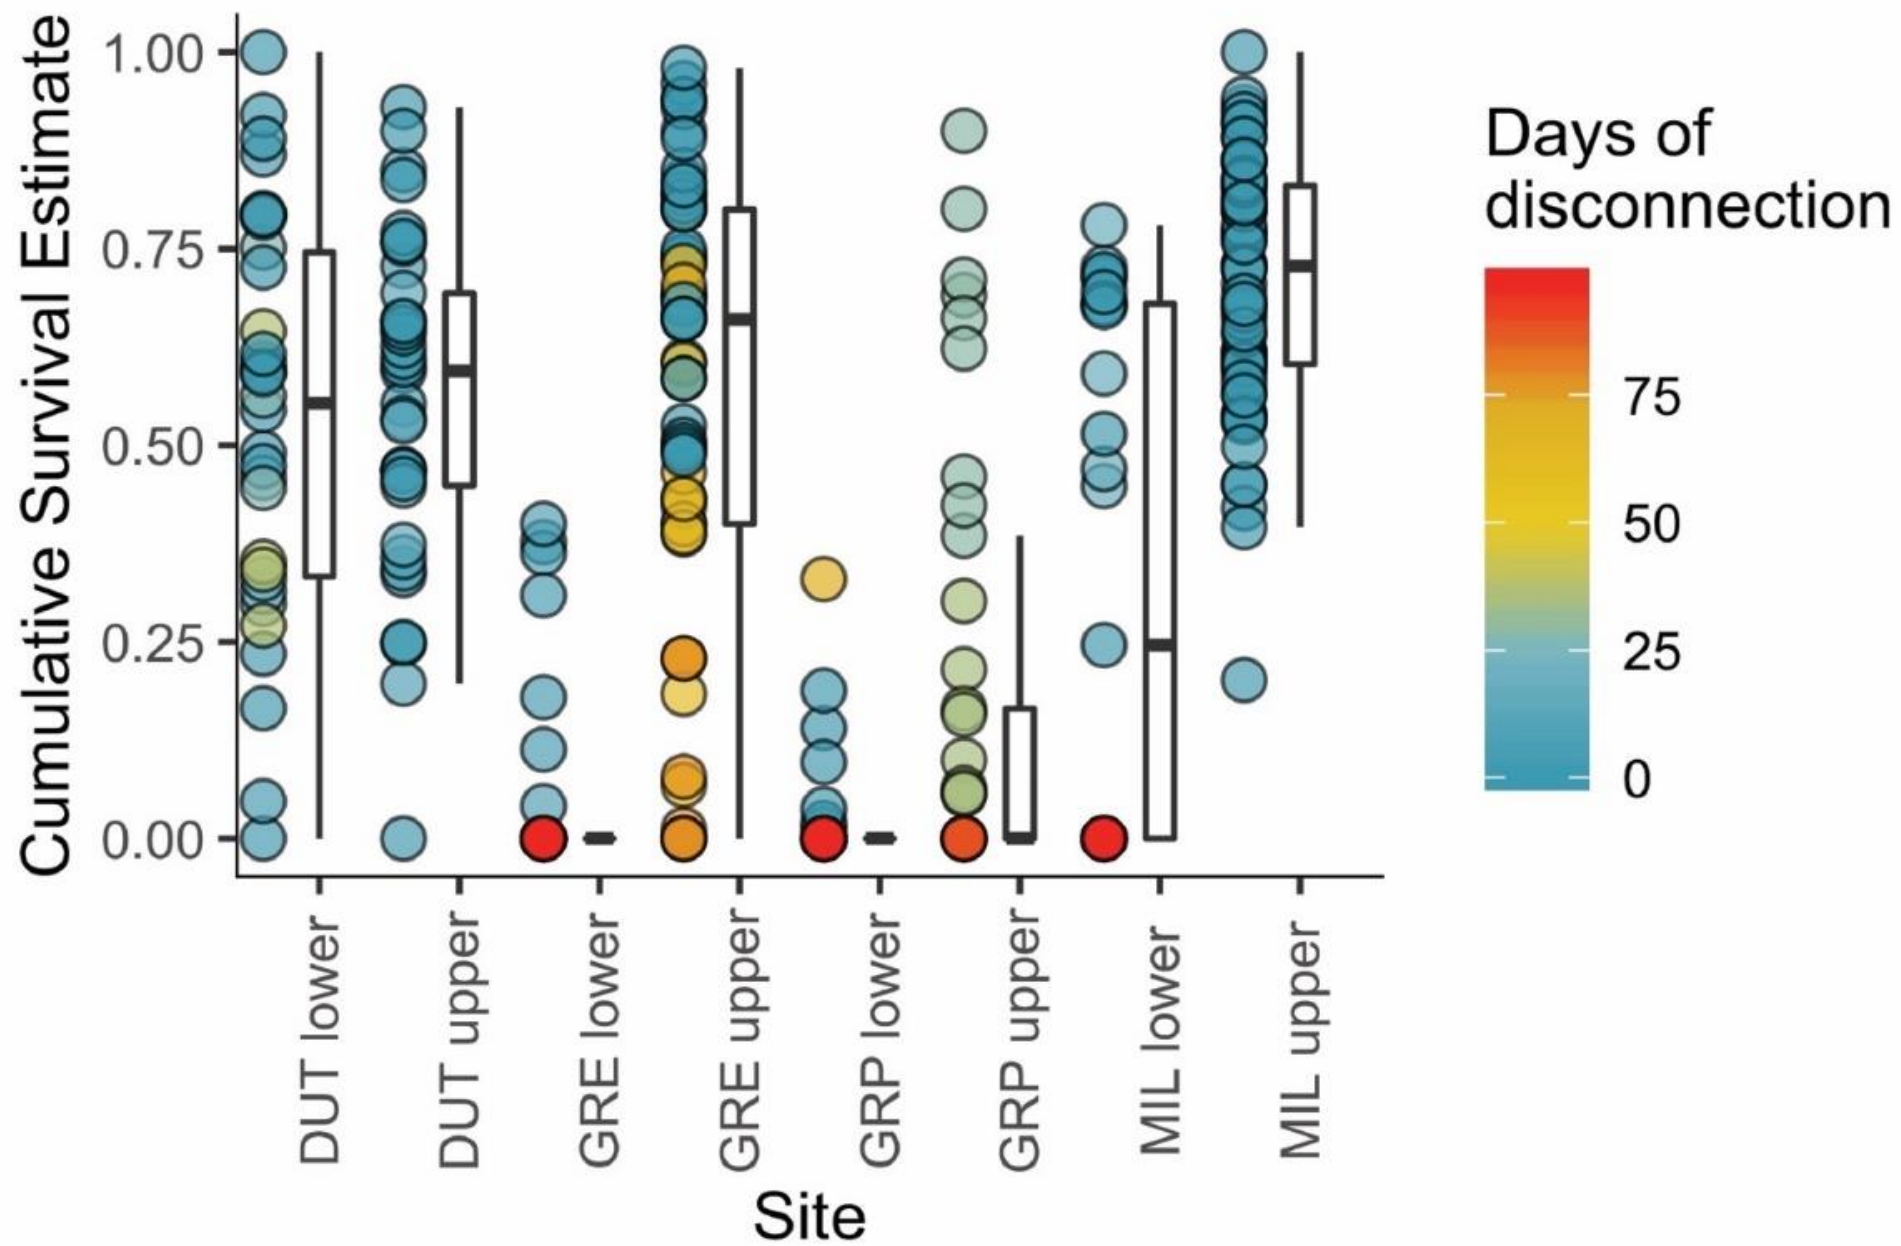 Cumulative Survival Estimate
1.00
0.75
0.50
0.25
0.00
DUT lower
DUT upper
GRE lower
GRE upper
GRP lower
GRP upper
MIL lower
MIL upper
Site
Days of
disconnection
75
50
25
0